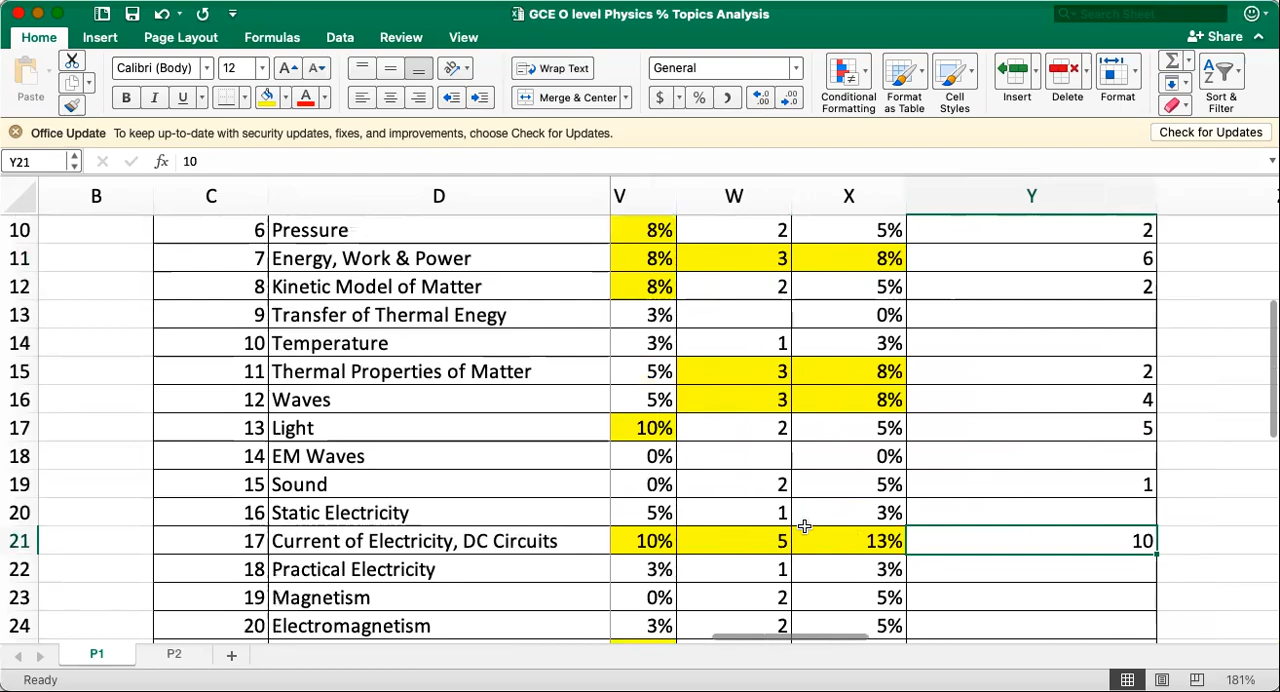 GCE O level Physics % Topics Analysis
Search Sheet
Home Insert Page Layout Formulas Data Review View Share
Paste
Calibri (Body) 12 A A
B I U A
Wrap Text
Merge & Center
General
$ % )
.0 .00
.00 .0
Conditional Formatting
Format as Table
Cell Styles
Insert Delete Format
Sort & Filter
Office Update To keep up-to-date with security updates, fixes, and improvements, choose Check for Updates. Check for Updates
Y21 fx 10
B C D V W X Y
10 6 Pressure 8% 2 5% 2
11 7 Energy, Work & Power 8% 3 8% 6
12 8 Kinetic Model of Matter 8% 2 5% 2
13 9 Transfer of Thermal Enegy 3% 0%
14 10 Temperature 3% 1 3%
15 11 Thermal Properties of Matter 5% 3 8% 2
16 12 Waves 5% 3 8% 4
17 13 Light 10% 2 5% 5
18 14 EM Waves 0% 0%
19 15 Sound 0% 2 5% 1
20 16 Static Electricity 5% 1 3%
21 17 Current of Electricity, DC Circuits 10% 5 13% 10
22 18 Practical Electricity 3% 1 3%
23 19 Magnetism 0% 2 5%
24 20 Electromagnetism 3% 2 5%
P1 P2 +
Ready 181%